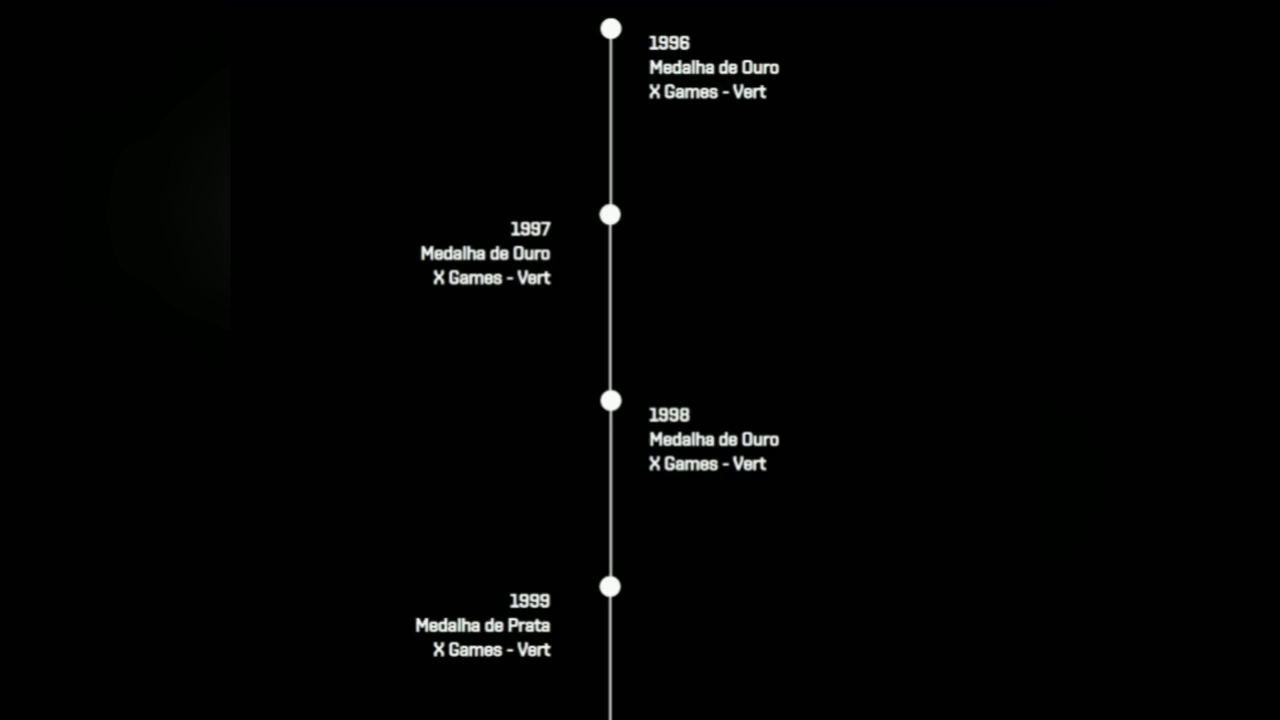 1996
Medalha de Ouro
X Games - Vert
1997
Medalha de Ouro
X Games - Vert
1998
Medalha de Ouro
X Games - Vert
1999
Medalha de Prata
X Games - Vert